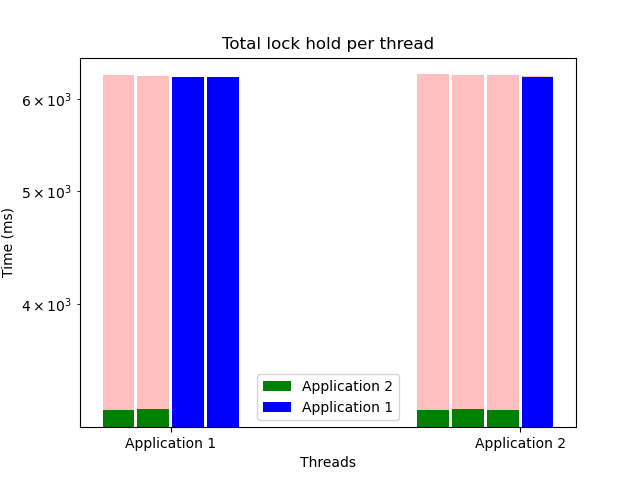 Total lock hold per thread
Time (ms)
6 × 10³
5 × 10³
4 × 10³
Application 2
Application 1
Application 1
Application 2
Threads